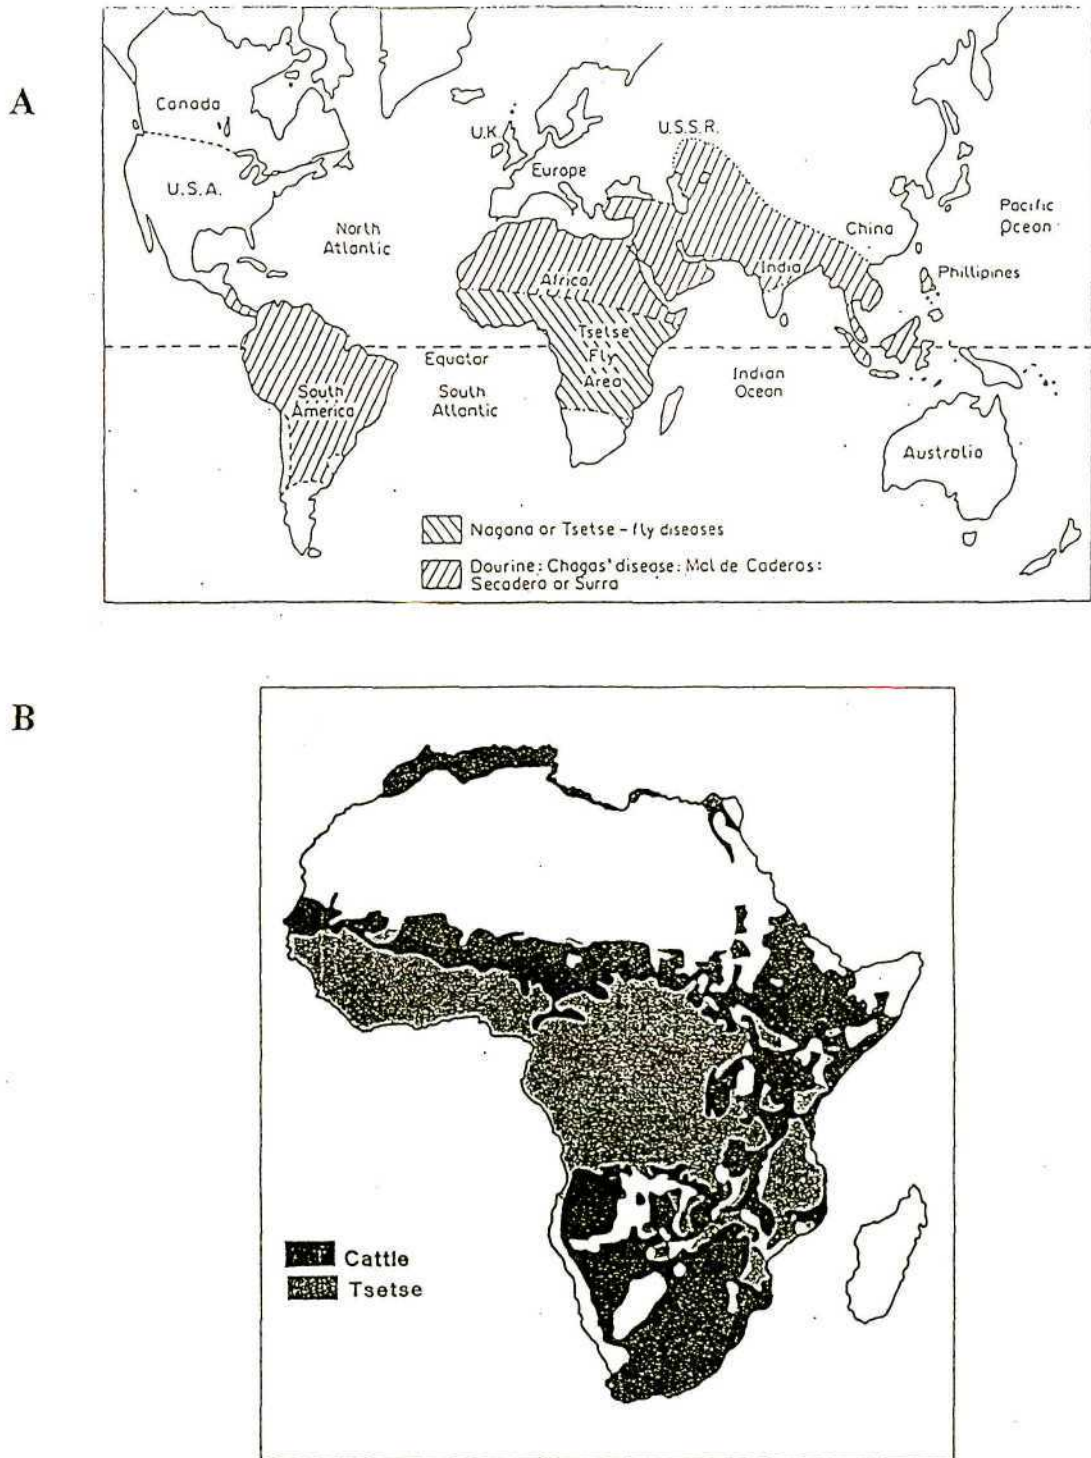 A
Canada
U.S.A.
North
Atlantic
U.K.
Europe
U.S.S.R.
China
Pacific
Ocean
Phillipines
India
Africa
Tsetse
Fly
Area
Equator
South
Atlantic
Indian
Ocean
South
America
Australia
Nagana or Tsetse - fly diseases
Dourine: Chagas' disease: Mal de Caderas:
Secadera or Surra
B
Cattle
Tsetse